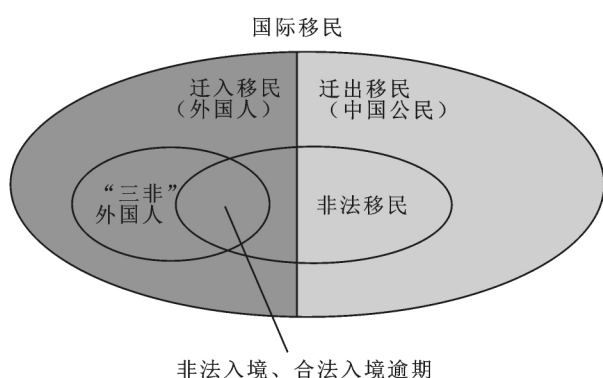 国际移民
迁入移民
（外国人）
迁出移民
（中国公民）
“三非”
外国人
非法移民
非法入境、合法入境逾期